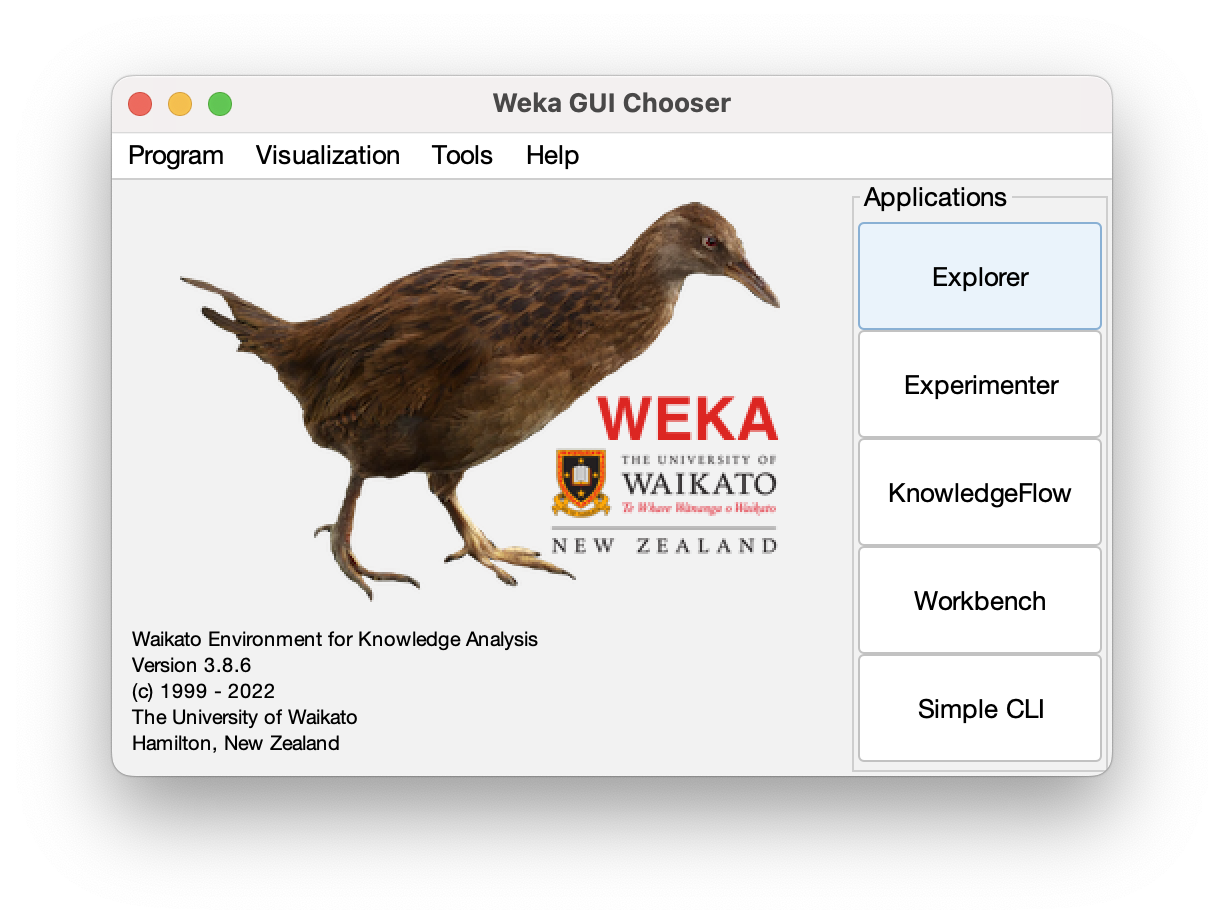 Weka GUI Chooser
Program Visualization Tools Help
Applications
Explorer
Experimenter
KnowledgeFlow
Workbench
Simple CLI
WEKA
THE UNIVERSITY OF
WAIKATO
Te Whare Wānanga o Waikato
NEW ZEALAND
Waikato Environment for Knowledge Analysis
Version 3.8.6
(c) 1999 - 2022
The University of Waikato
Hamilton, New Zealand